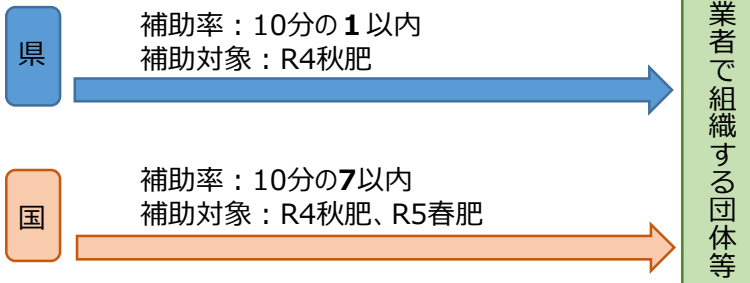 県
補助率：10分の１以内
補助対象：R4秋肥
国
補助率：10分の7以内
補助対象：R4秋肥、R5春肥
業者で組織する団体等